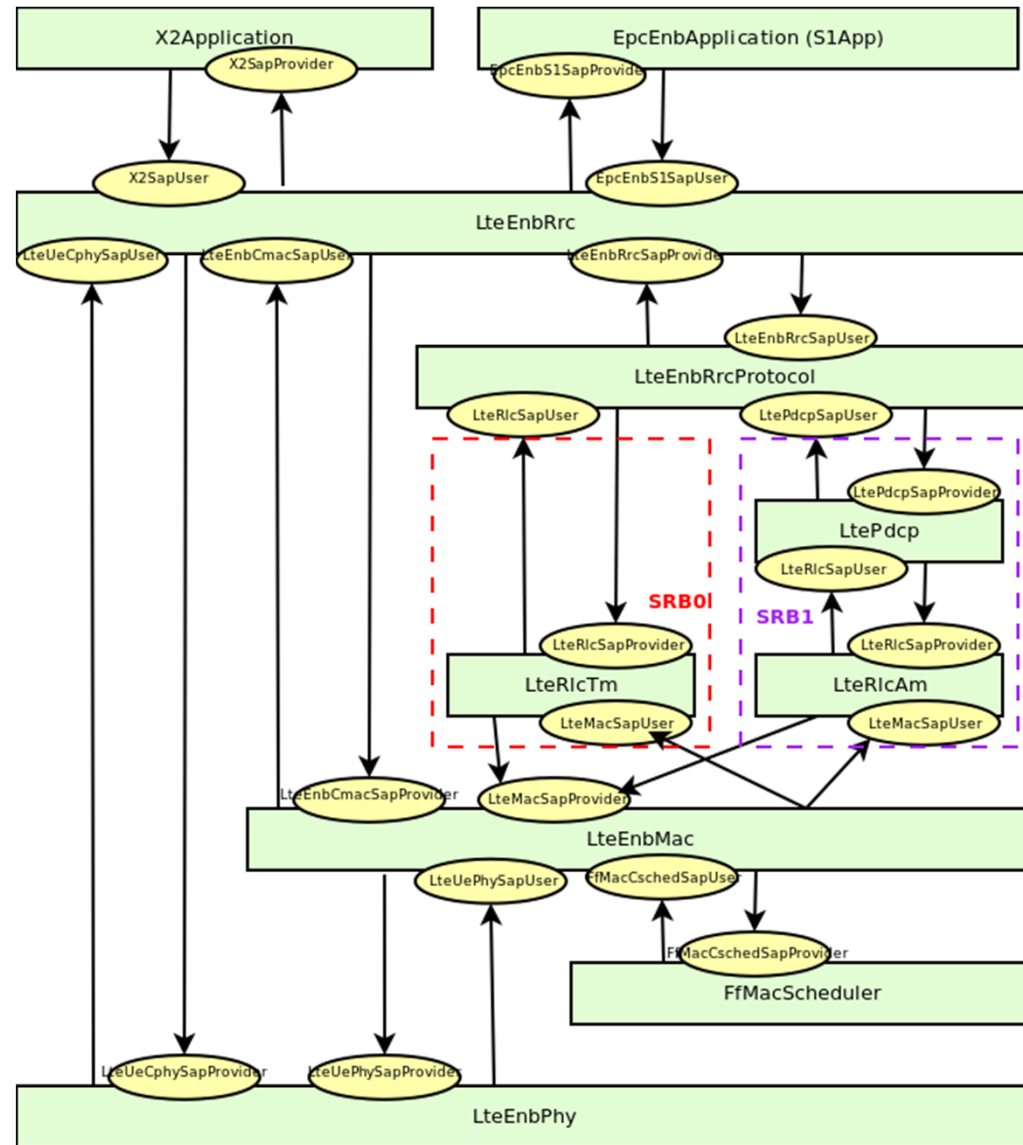 X2Application
EpcEnbApplication (S1App)
X2SapProvider
EpcEnbS1SapProvide
X2SapUser
EpcEnbS1SapUser
LteEnbRrc
LteUeCphySapUser
LteEnbCmacSapUser
LteEnbRrcSapProvide
LteEnbRrcSapUser
LteEnbRrcProtocol
LteRlcSapUser
LtePdcpSapUser
LtePdcpSapProvider
LtePdcp
LteRlcSapUser
SRB0
SRB1
LteRlcSapProvider
LteRlcSapProvider
LteRlcTm
LteRlcAm
LteMacSapUser
LteMacSapUser
LteEnbCmacSapProvider
LteMacSapProvider
LteEnbMac
LteUePhySapUser
FfMacCschedSapUser
FfMacCschedSapProvider
FfMacScheduler
LteUeCphySapProvider
LteUePhySapProvider
LteEnbPhy